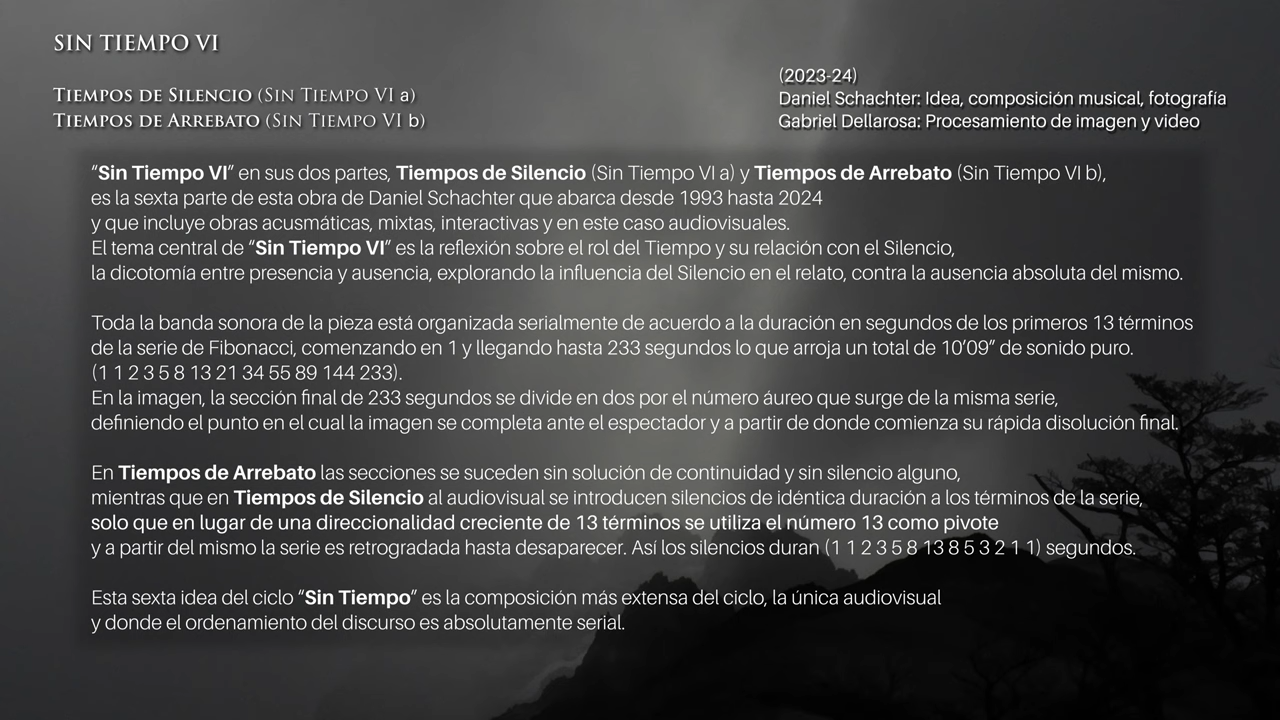 SIN TIEMPO VI
TIEMPOS DE SILENCIO (SIN TIEMPO VI a)
TIEMPOS DE ARREBATO (SIN TIEMPO VI b)
(2023-24)
Daniel Schachter: Idea, composición musical, fotografía
Gabriel Dellarosa: Procesamiento de imagen y video
“Sin Tiempo VI” en sus dos partes, Tiempos de Silencio (Sin Tiempo VI a) y Tiempos de Arrebato (Sin Tiempo VI b),
es la sexta parte de esta obra de Daniel Schachter que abarca desde 1993 hasta 2024
y que incluye obras acusmáticas, mixtas, interactivas y en este caso audiovisuales.
El tema central de “Sin Tiempo VI” es la reflexión sobre el rol del Tiempo y su relación con el Silencio,
la dicotomía entre presencia y ausencia, explorando la influencia del Silencio en el relato, contra la ausencia absoluta del mismo.
Toda la banda sonora de la pieza está organizada serialmente de acuerdo a la duración en segundos de los primeros 13 términos
de la serie de Fibonacci, comenzando en 1 y llegando hasta 233 segundos lo que arroja un total de 10’09” de sonido puro.
(1 1 2 3 5 8 13 21 34 55 89 144 233).
En la imagen, la sección final de 233 segundos se divide en dos por el número áureo que surge de la misma serie,
definiendo el punto en el cual la imagen se completa ante el espectador y a partir de donde comienza su rápida disolución final.
En Tiempos de Arrebato las secciones se suceden sin solución de continuidad y sin silencio alguno,
mientras que en Tiempos de Silencio al audiovisual se introducen silencios de idéntica duración a los términos de la serie,
solo que en lugar de una direccionalidad creciente de 13 términos se utiliza el número 13 como pivote
y a partir del mismo la serie es retrogradada hasta desaparecer. Así los silencios duran (1 1 2 3 5 8 13 8 5 3 2 1 1) segundos.
Esta sexta idea del ciclo “Sin Tiempo” es la composición más extensa del ciclo, la única audiovisual
y donde el ordenamiento del discurso es absolutamente serial.